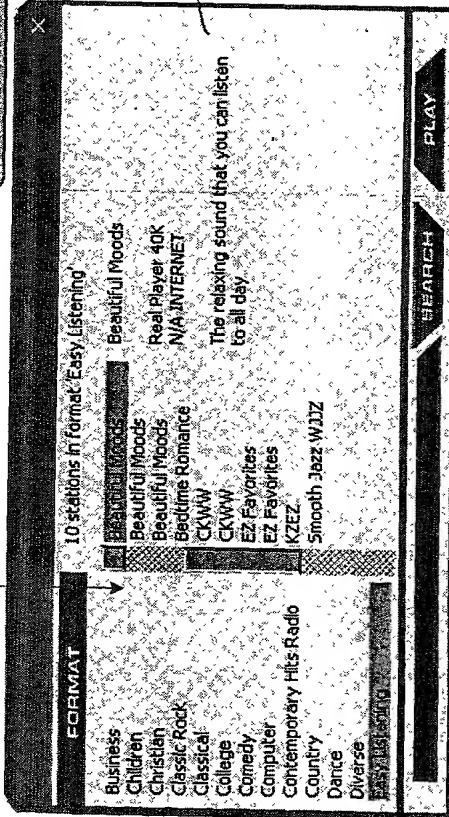 FORMAT
Business
Children
Christian
Classic Rock
Classical
College
Comedy
Computer
Contemporary Hits Radio
Country
Dance
Diverse
Easy Listening
10 stations in format 'Easy Listening'
Beautiful Moods
Beautiful Moods
Beautiful Moods
Bedtime Romance
CKWW
CKWW
EZ Favorites
EZ Favorites
KZEZ
Smooth Jazz WJJZ
Beautiful Moods
Real Player 40K
N/A INTERNET
The relaxing sound that you can listen
to all day.
SEARCH
PLAY
X